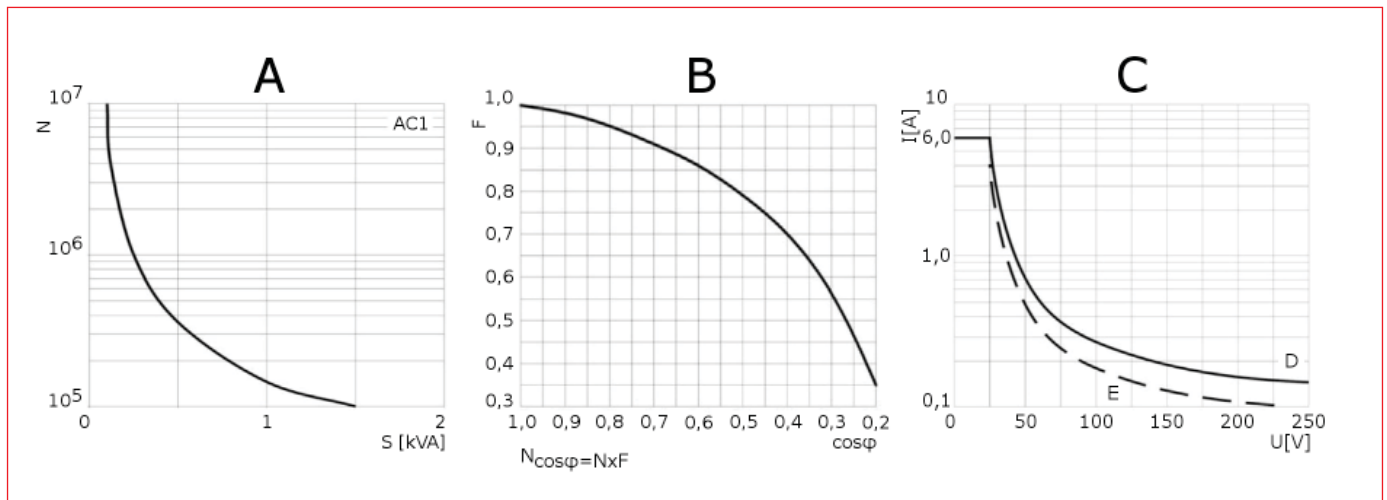 A
B
C
10⁷
N
AC1
10⁶
10⁵
0
1
2
S [kVA]
1,0
F
0,9
0,8
0,7
0,6
0,5
0,4
0,3
1,0 0,9 0,8 0,7 0,6 0,5 0,4 0,3 0,2
cosφ
Ncosφ=NxF
10
I[A]
6,0
1,0
0,1
D
E
0 50 100 150 200 250
U[V]